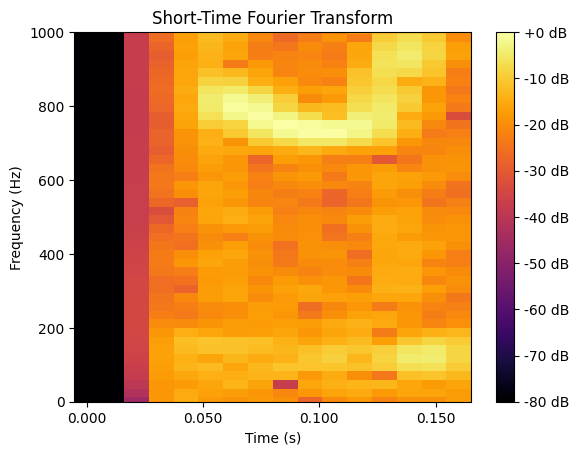 Short-Time Fourier Transform
1000
800
600
400
200
0
Frequency (Hz)
0.000
0.050
0.100
0.150
Time (s)
+0 dB
-10 dB
-20 dB
-30 dB
-40 dB
-50 dB
-60 dB
-70 dB
-80 dB